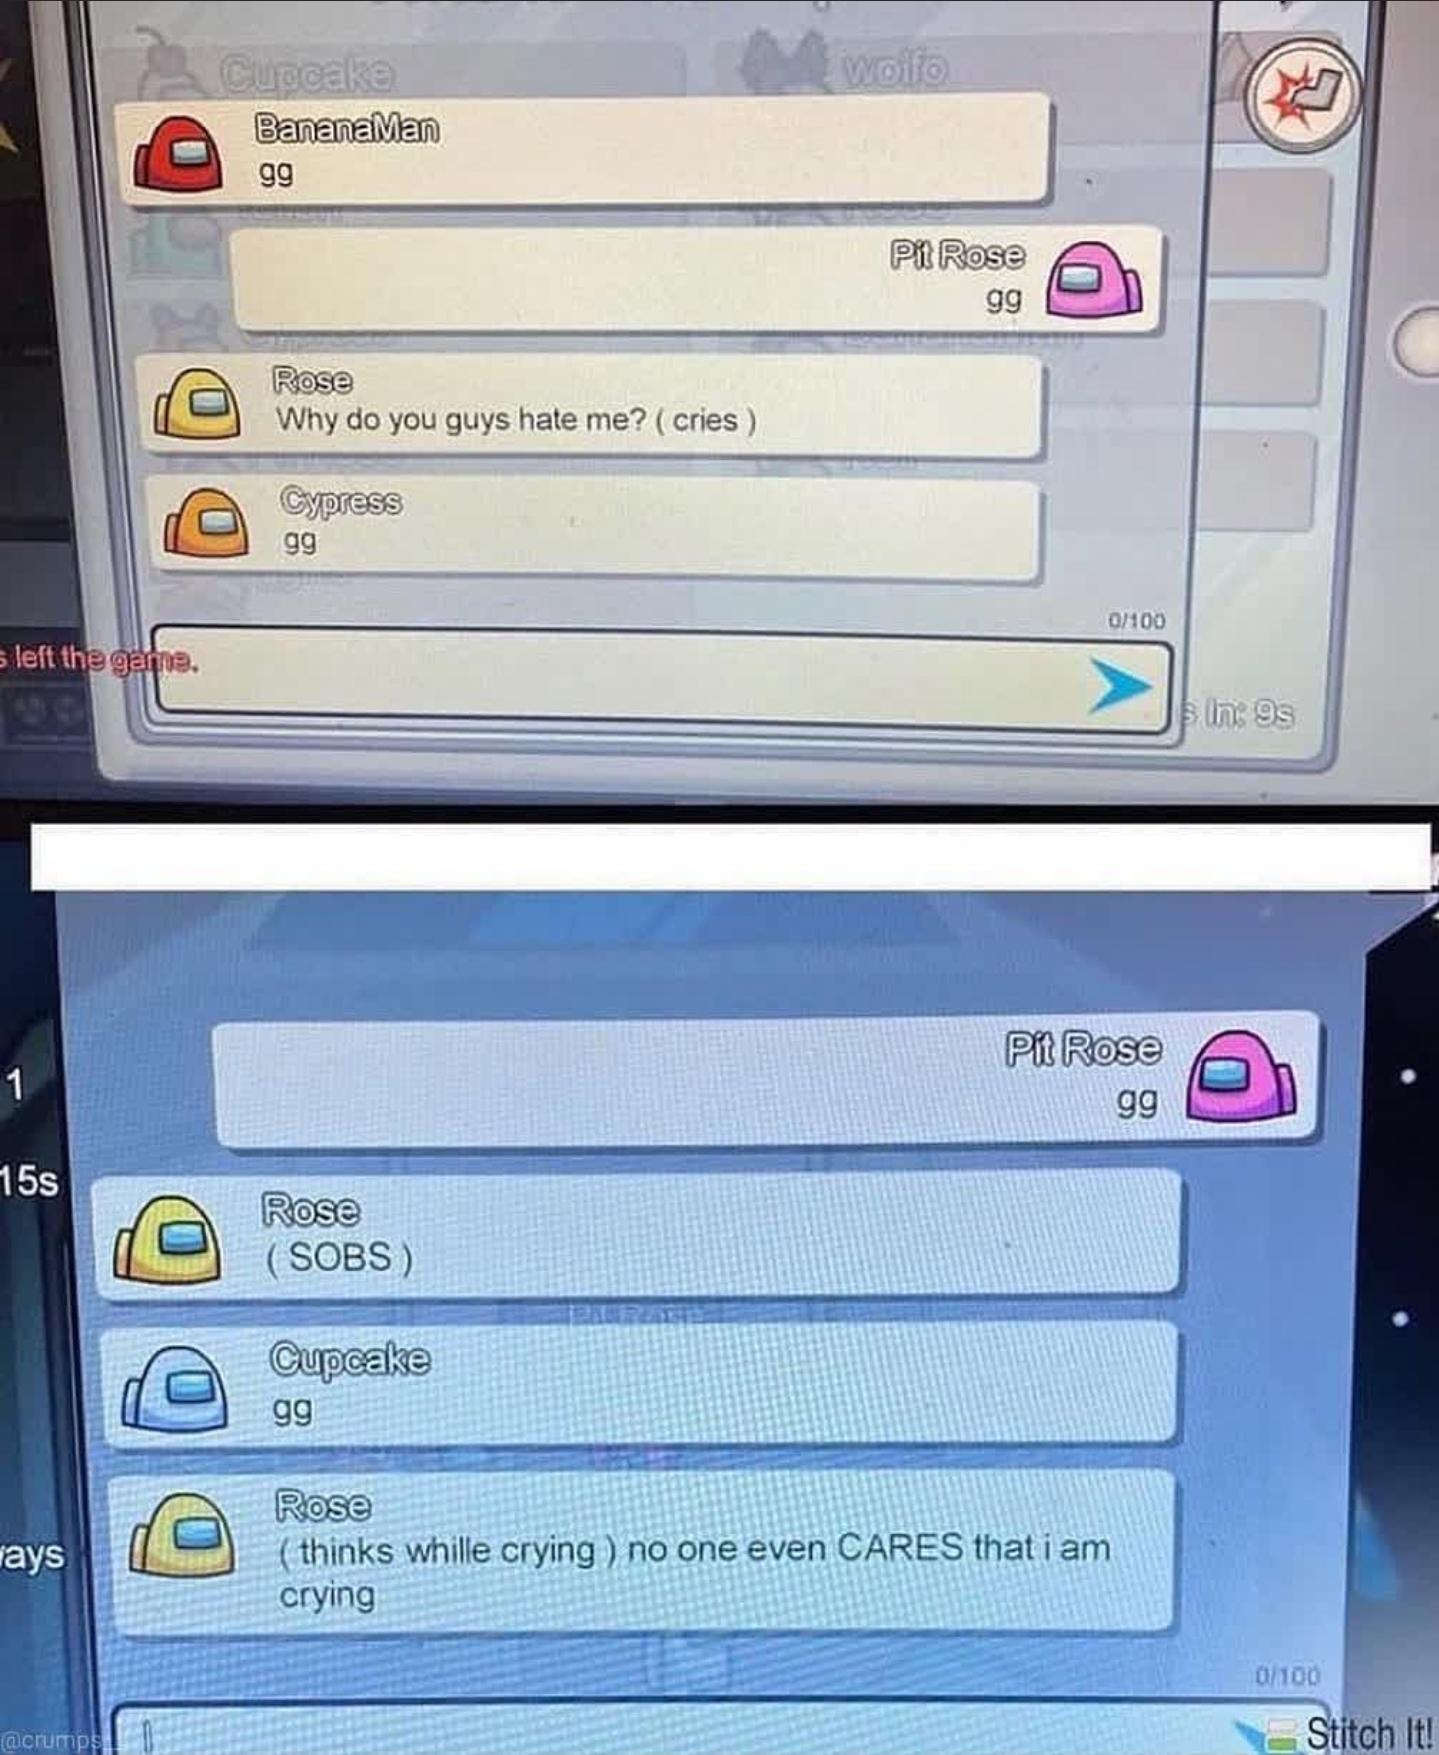 Cupcake
wolfo
BananaMan
gg
Pit Rose
gg
Rose
Why do you guys hate me? ( cries )
Cypress
gg
0/100
s left the game.
s In: 9s
Pit Rose
gg
1
15s
Rose
( SOBS )
Cupcake
gg
Rose
( thinks whille crying ) no one even CARES that i am
crying
ays
0/100
@crumps
Stitch It!